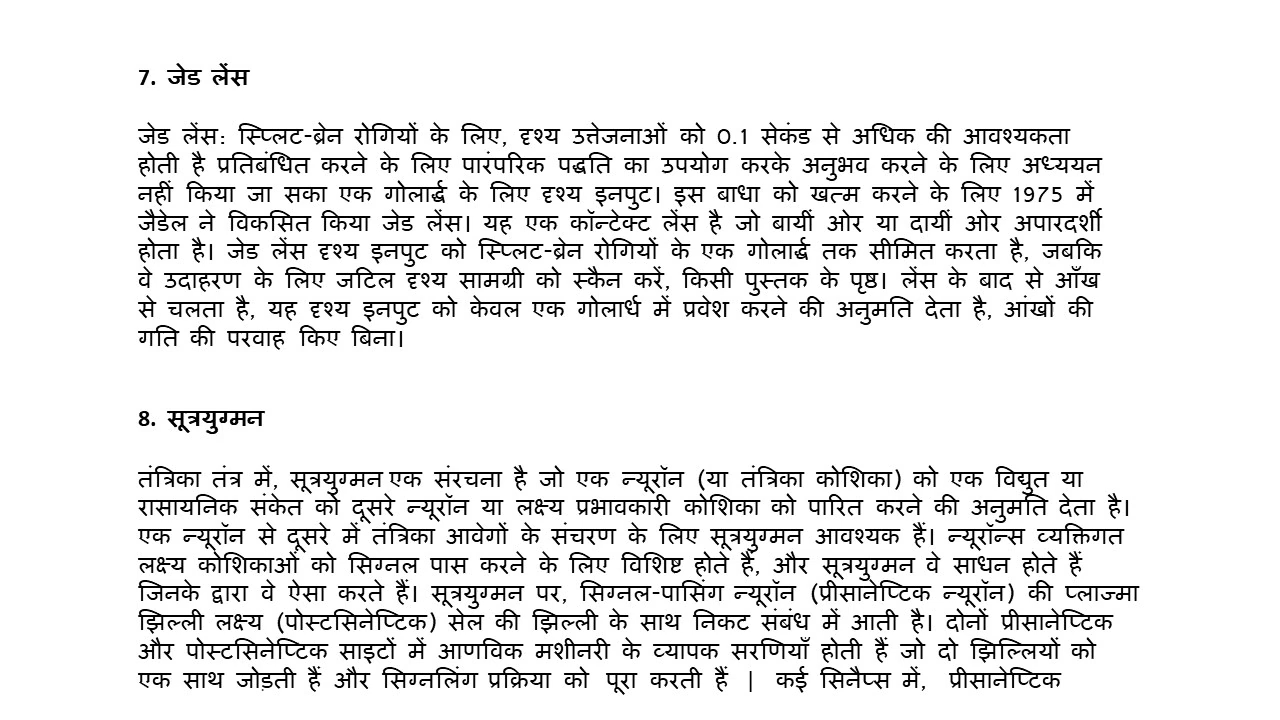 7. जेड लेंस
जेड लेंस: स्प्लिट-ब्रेन रोगियों के लिए, दृश्य उत्तेजनाओं को 0.1 सेकंड से अधिक की आवश्यकता
होती है प्रतिबंधित करने के लिए पारंपरिक पद्धति का उपयोग करके अनुभव करने के लिए अध्ययन
नहीं किया जा सका एक गोलार्द्ध के लिए दृश्य इनपुट। इस बाधा को खत्म करने के लिए 1975 में
जैडेल ने विकसित किया जेड लेंस। यह एक कॉन्टेक्ट लेंस है जो बायीं ओर या दायीं ओर अपारदर्शी
होता है। जेड लेंस दृश्य इनपुट को स्प्लिट-ब्रेन रोगियों के एक गोलार्द्ध तक सीमित करता है, जबकि
वे उदाहरण के लिए जटिल दृश्य सामग्री को स्कैन करें, किसी पुस्तक के पृष्ठ। लेंस के बाद से आँख
से चलता है, यह दृश्य इनपुट को केवल एक गोलार्ध में प्रवेश करने की अनुमति देता है, आंखों की
गति की परवाह किए बिना।
8. सूत्रयुग्मन
तंत्रिका तंत्र में, सूत्रयुग्मन एक संरचना है जो एक न्यूरॉन (या तंत्रिका कोशिका) को एक विद्युत या
रासायनिक संकेत को दूसरे न्यूरॉन या लक्ष्य प्रभावकारी कोशिका को पारित करने की अनुमति देता है।
एक न्यूरॉन से दूसरे में तंत्रिका आवेगों के संचरण के लिए सूत्रयुग्मन आवश्यक हैं। न्यूरॉन्स व्यक्तिगत
लक्ष्य कोशिकाओं को सिग्नल पास करने के लिए विशिष्ट होते हैं, और सूत्रयुग्मन वे साधन होते हैं
जिनके द्वारा वे ऐसा करते हैं। सूत्रयुग्मन पर, सिग्नल-पासिंग न्यूरॉन (प्रीसानेप्टिक न्यूरॉन) की प्लाज्मा
झिल्ली लक्ष्य (पोस्टसिनेप्टिक) सेल की झिल्ली के साथ निकट संबंध में आती है। दोनों प्रीसानेप्टिक
और पोस्टसिनेप्टिक साइटों में आणविक मशीनरी के व्यापक सरणियाँ होती हैं जो दो झिल्लियों को
एक साथ जोड़ती हैं और सिग्नलिंग प्रक्रिया को पूरा करती हैं | कई सिनैप्स में, प्रीसानेप्टिक